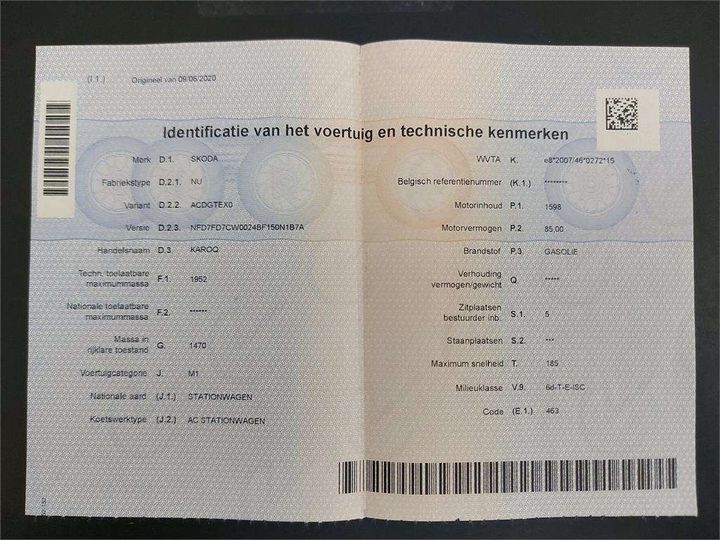 (I.1.) Origineel van 09/06/2020
Identificatie van het voertuig en technische kenmerken
Merk D.1. SKODA
Fabriekstype D.2.1. NU
Variant D.2.2. ACDGTEX0
Versie D.2.3. NFD7FD7CW0024BF150N1B7A
Handelsnaam D.3. KAROQ
Techn. toelaatbare
maximummassa F.1. 1952
Nationale toelaatbare
maximummassa F.2. ******
Massa in
rijklare toestand G. 1470
Voertuigcategorie J. M1
Nationale aard (J.1.) STATIONWAGEN
Koetswerktype (J.2.) AC STATIONWAGEN
WVTA K. e8*2007/46*0272*15
Belgisch referentienummer (K.1.) ********
Motorinhoud P.1. 1598
Motorvermogen P.2. 85,00
Brandstof P.3. GASOLIE
Verhouding
vermogen/gewicht Q. *****
Zitplaatsen
bestuurder inb. S.1. 5
Staanplaatsen S.2. ***
Maximum snelheid T. 185
Milieuklasse V.9. 6d-T-E-ISC
Code (E.1.) 463